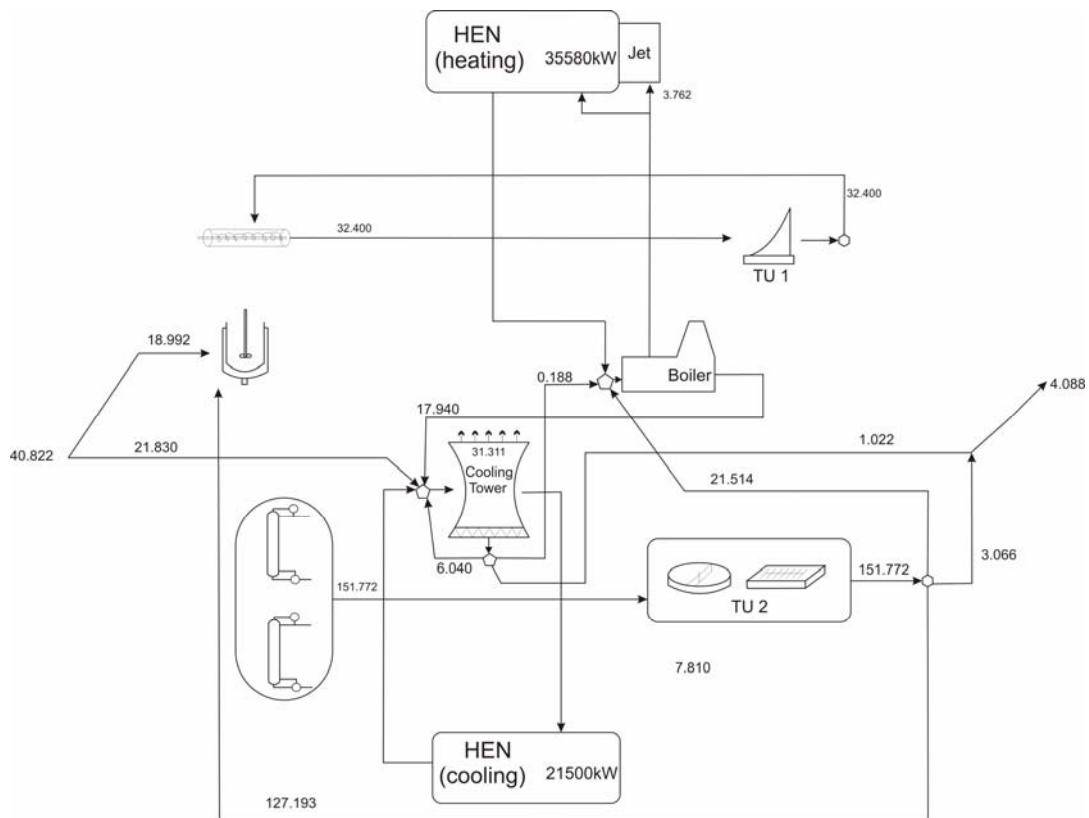 HEN
(heating)
35580kW
Jet
3.762
32.400
32.400
TU 1
18.992
0.188
Boiler
4.088
17.940
1.022
40.822
21.830
31.311
Cooling
Tower
21.514
6.040
3.066
151.772
151.772
TU 2
7.810
HEN
(cooling)
21500kW
127.193